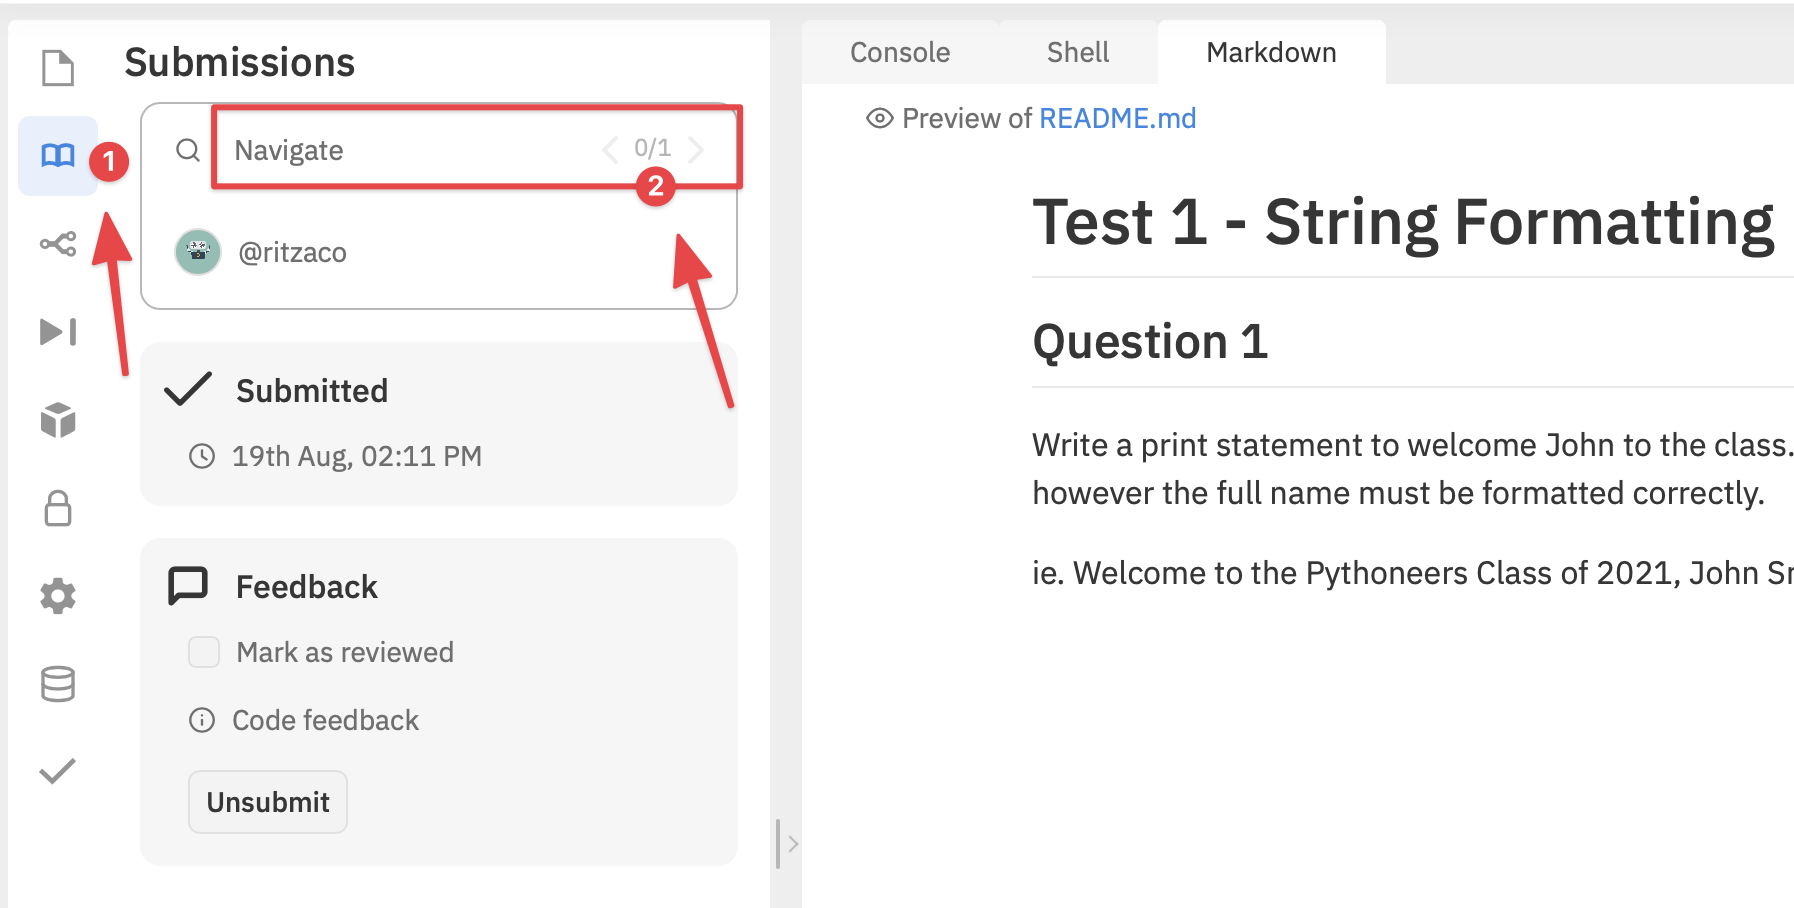 Submissions
1
Navigate
0/1
2
@ritzaco
Submitted
19th Aug, 02:11 PM
Feedback
Mark as reviewed
Code feedback
Unsubmit
Console
Shell
Markdown
Preview of README.md
Test 1 - String Formatting
Question 1
Write a print statement to welcome John to the class.
however the full name must be formatted correctly.
ie. Welcome to the Pythoneers Class of 2021, John